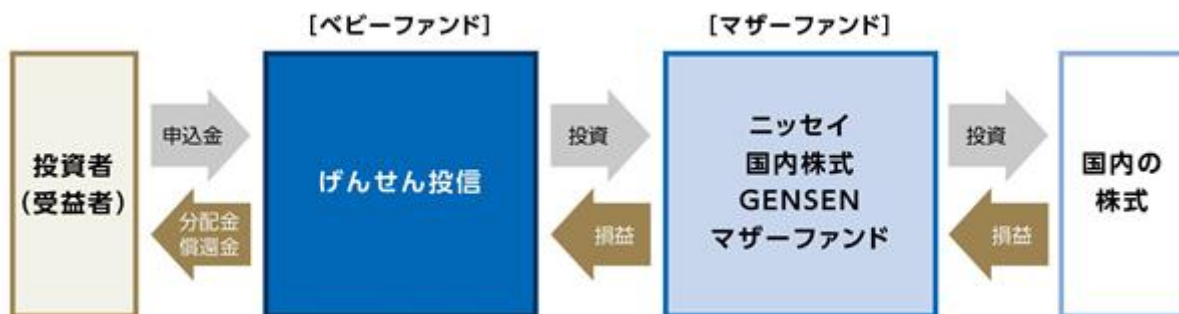 [ベビーファンド]
[マザーファンド]
投資者
(受益者)
申込金
分配金
償還金
げんせん投信
投資
損益
ニッセイ
国内株式
GENSEN
マザーファンド
投資
損益
国内の
株式